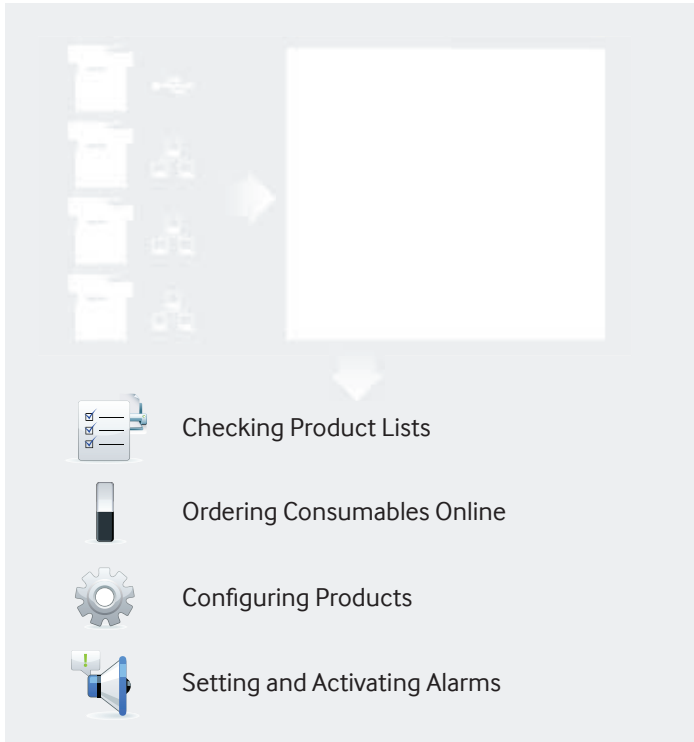 Checking Product Lists
Ordering Consumables Online
Configuring Products
Setting and Activating Alarms